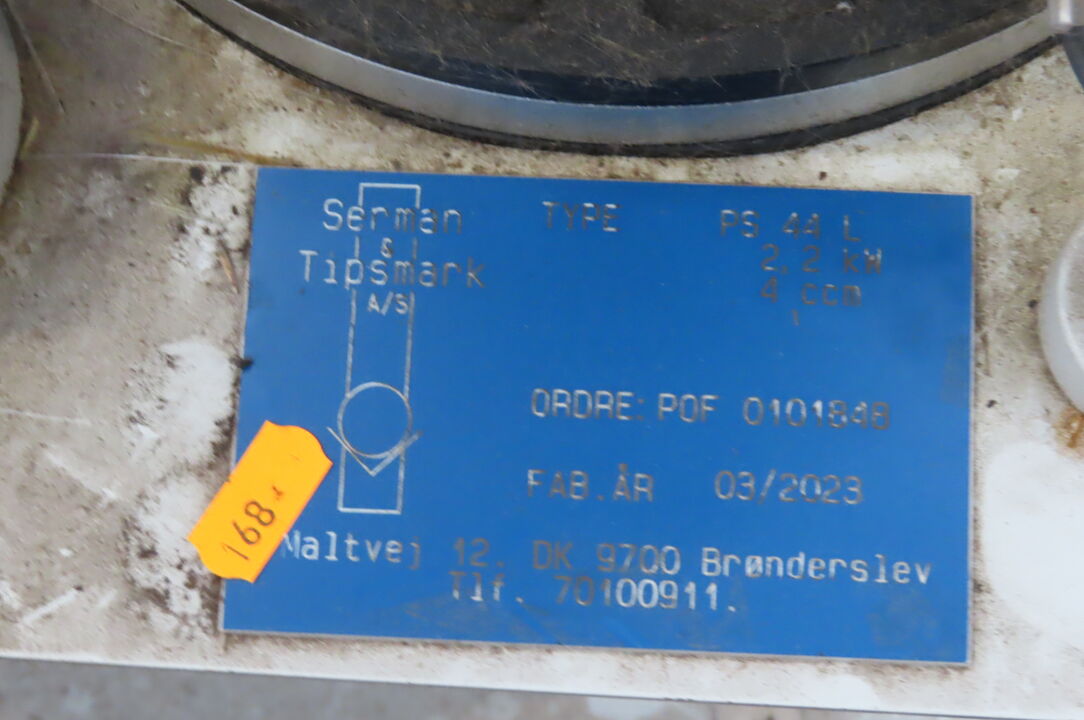 Serman
&
Tipsmark
A/S
TYPE PS 44 L
2,2 kW
4 ccm
ORDRE: POF 0101848
FAB.ÅR 03/2023
Maltvej 12. DK 9700 Brønderslev
Tlf. 70100911.
168